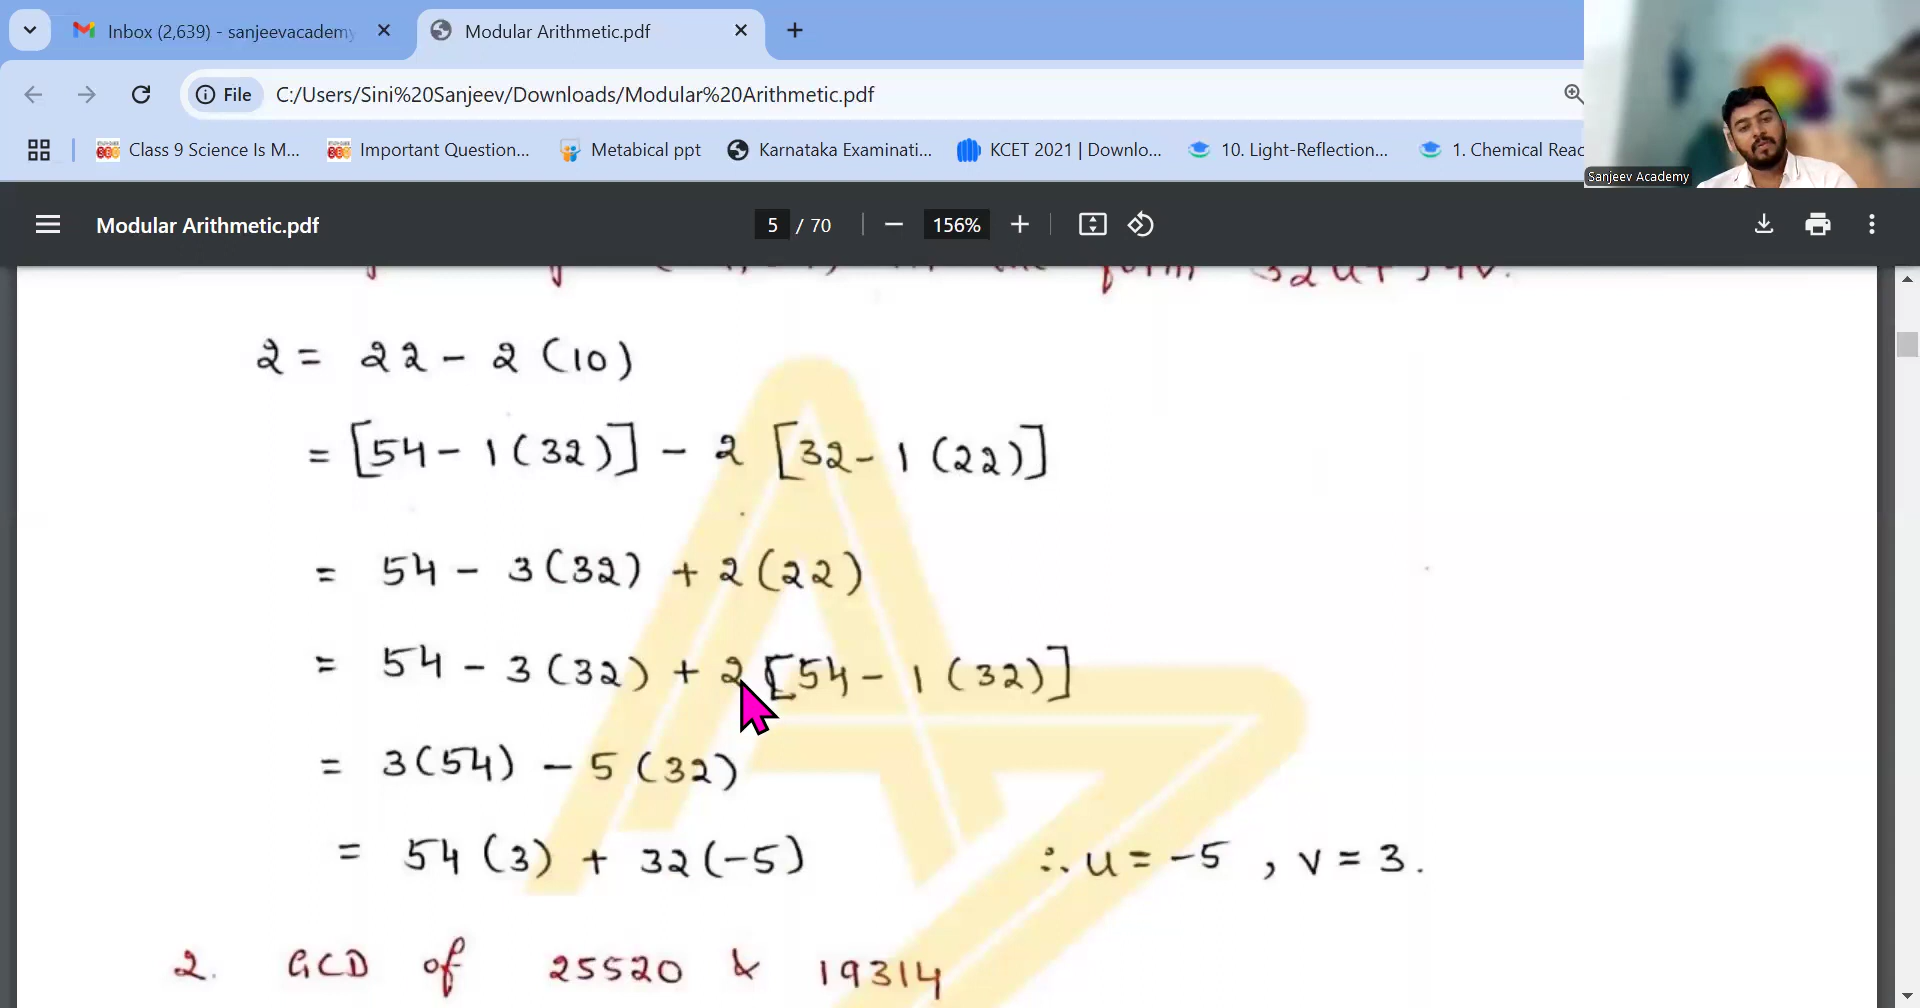 Inbox (2,639) - sanjeevacademy
Modular Arithmetic.pdf
File
C:/Users/Sini%20Sanjeev/Downloads/Modular%20Arithmetic.pdf
Class 9 Science Is M...
Important Question...
Metabical ppt
Karnataka Examinati...
KCET 2021 | Downlo...
10. Light-Reflection...
1. Chemical Reac
Sanjeev Academy
Modular Arithmetic.pdf
5 / 70
156%
form 32u+54v.
2 = 22 - 2 (10)
= [54 - 1 (32)] - 2 [32 - 1 (22)]
= 54 - 3 (32) + 2 (22)
= 54 - 3 (32) + 2 [54 - 1 (32)]
= 3 (54) - 5 (32)
= 54 (3) + 32 (-5) ∴ u = -5 , v = 3.
2. GCD of 25520 & 19314